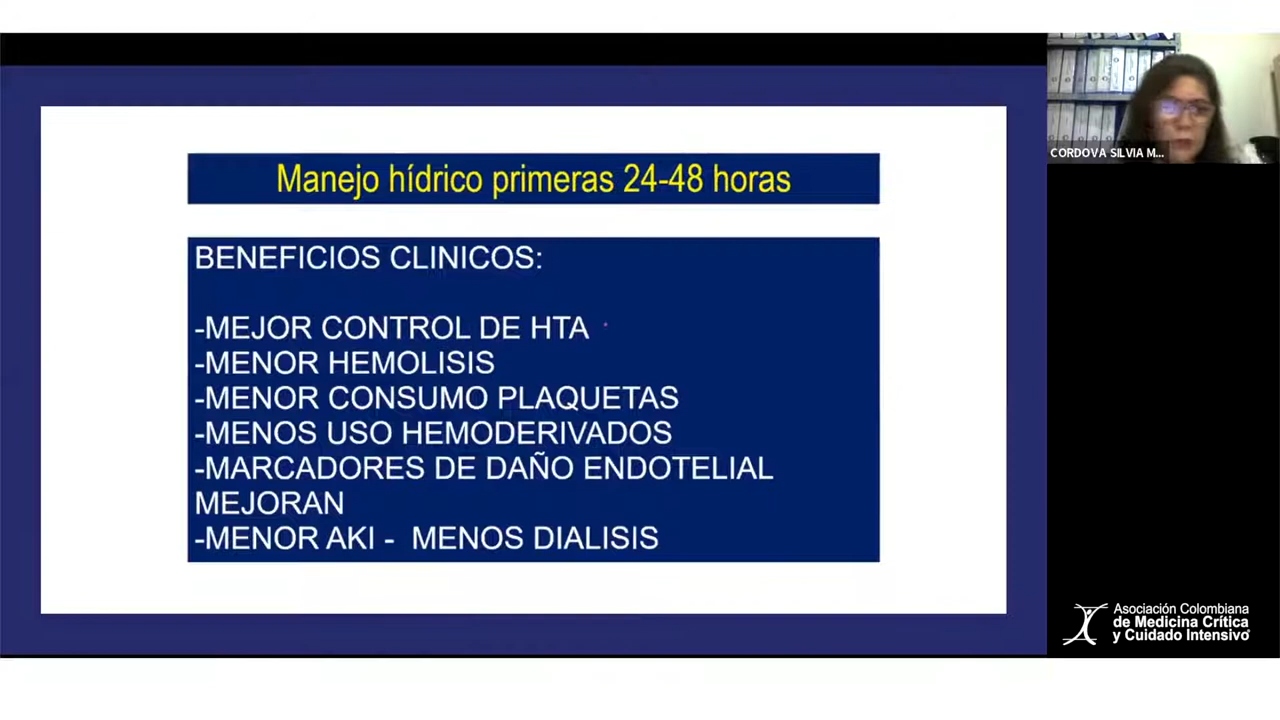 Manejo hídrico primeras 24-48 horas
BENEFICIOS CLINICOS:
-MEJOR CONTROL DE HTA
-MENOR HEMOLISIS
-MENOR CONSUMO PLAQUETAS
-MENOS USO HEMODERIVADOS
-MARCADORES DE DAÑO ENDOTELIAL
MEJORAN
-MENOR AKI - MENOS DIALISIS
CORDOVA SILVIA M...
Asociación Colombiana
de Medicina Crítica
y Cuidado Intensivo